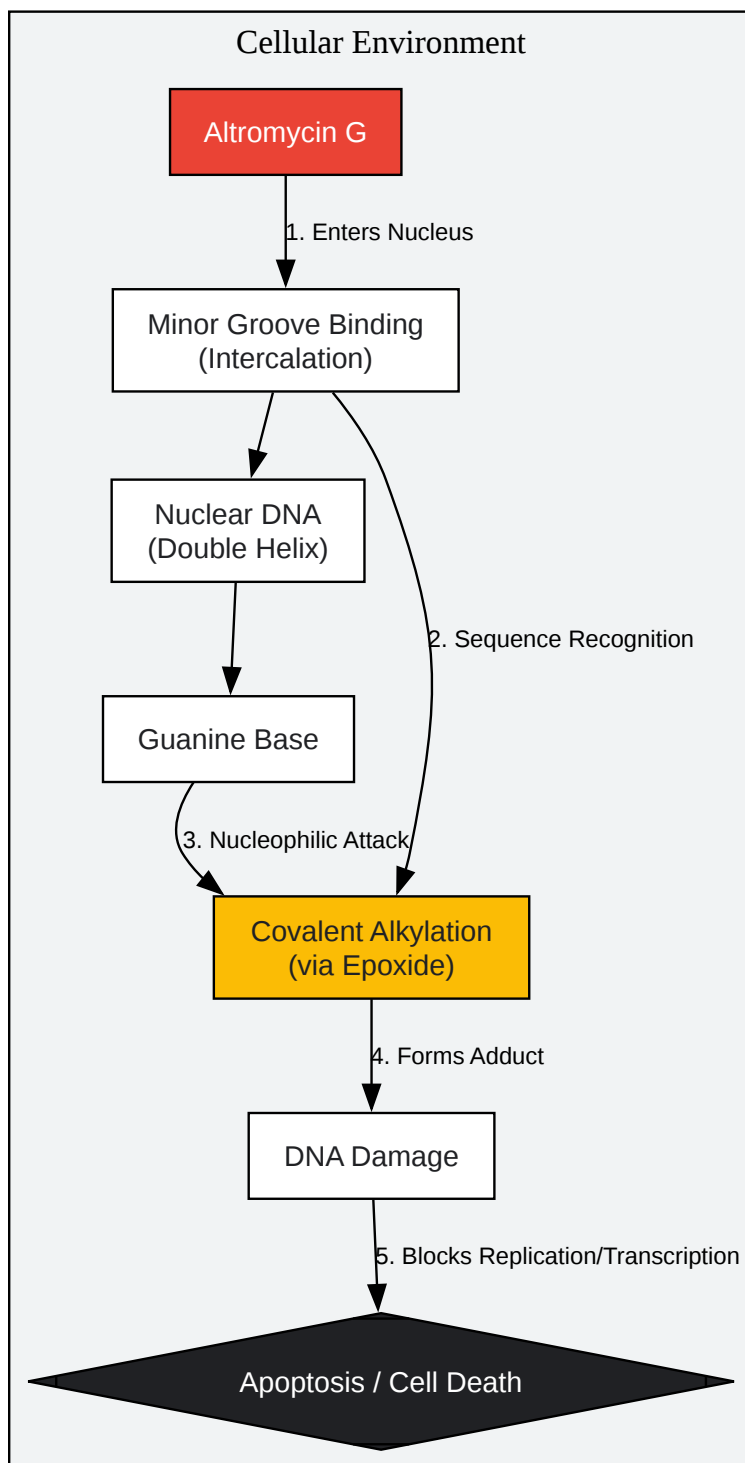 Cellular Environment
Altromycin G
1. Enters Nucleus
Minor Groove Binding
(Intercalation)
Nuclear DNA
(Double Helix)
2. Sequence Recognition
Guanine Base
3. Nucleophilic Attack
Covalent Alkylation
(via Epoxide)
4. Forms Adduct
DNA Damage
5. Blocks Replication/Transcription
Apoptosis / Cell Death